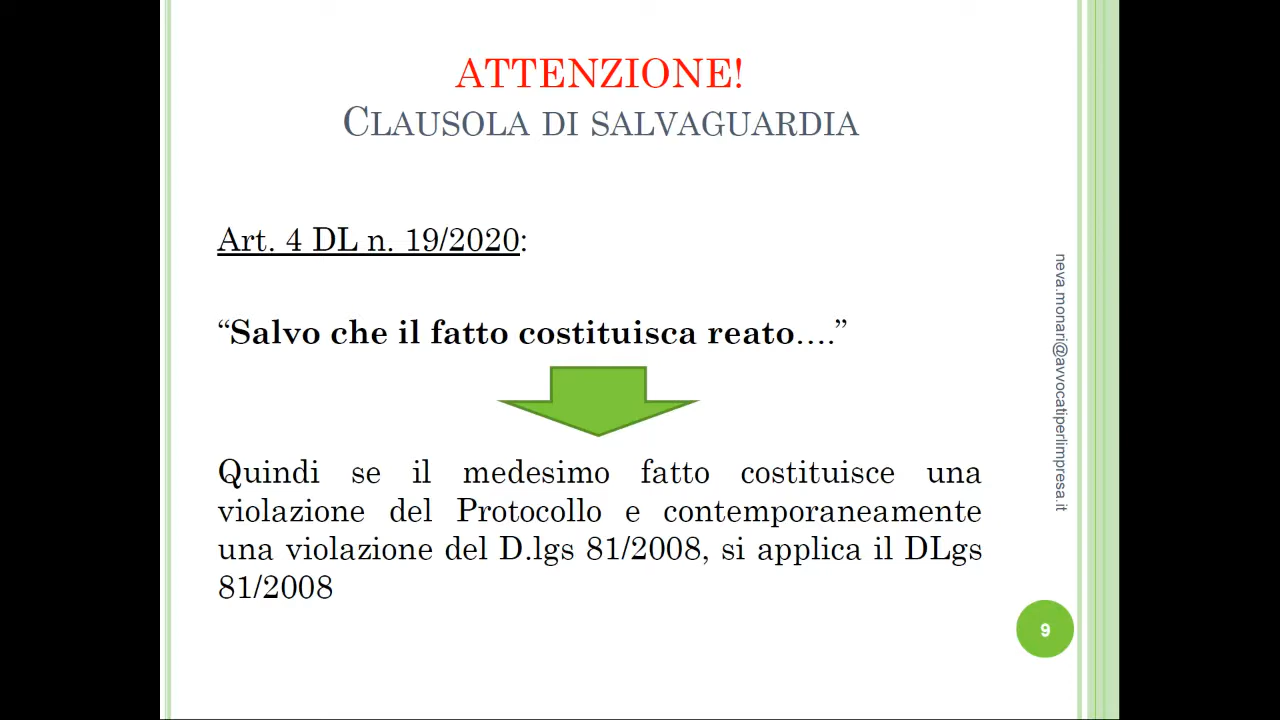 ATTENZIONE!
CLAUSOLA DI SALVAGUARDIA
Art. 4 DL n. 19/2020:
“Salvo che il fatto costituisca reato....”
Quindi se il medesimo fatto costituisce una
violazione del Protocollo e contemporaneamente
una violazione del D.lgs 81/2008, si applica il DLgs
81/2008
neva.monari@avvocatiperlimpresa.it
9